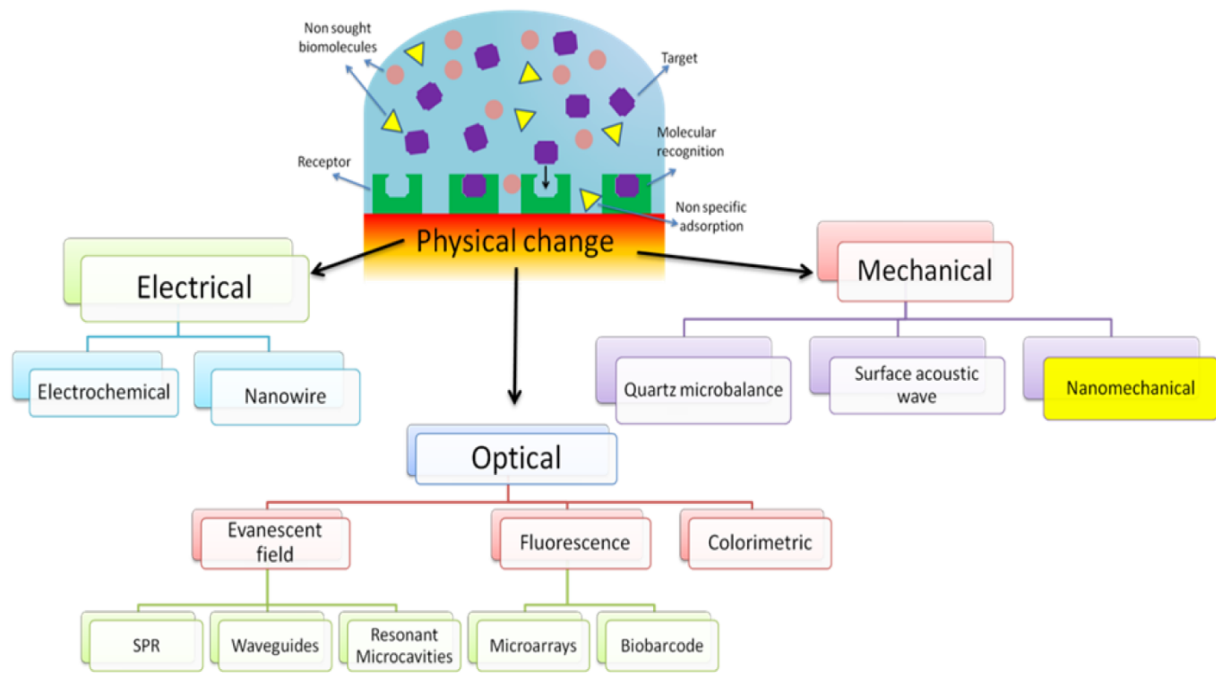 Non sought
biomolecules
Target
Molecular
recognition
Receptor
Non specific
adsorption
Physical change
Electrical
Mechanical
Electrochemical
Nanowire
Quartz microbalance
Surface acoustic
wave
Nanomechanical
Optical
Evanescent
field
Fluorescence
Colorimetric
SPR
Waveguides
Resonant
Microcavities
Microarrays
Biobarcode